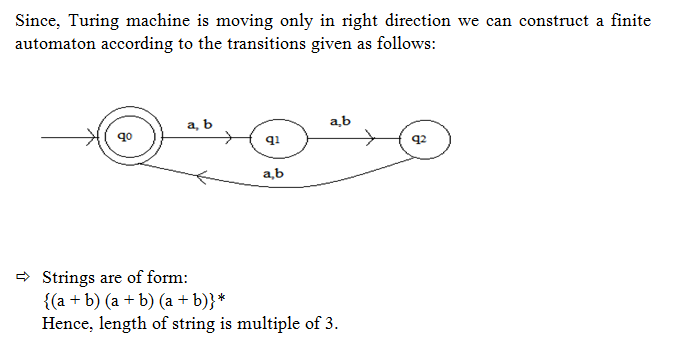 Since, Turing machine is moving only in right direction we can construct a finite
automaton according to the transitions given as follows:
a, b
a,b
q0
q1
q2
a,b
⇨ Strings are of form:
{(a + b) (a + b) (a + b)}*
Hence, length of string is multiple of 3.